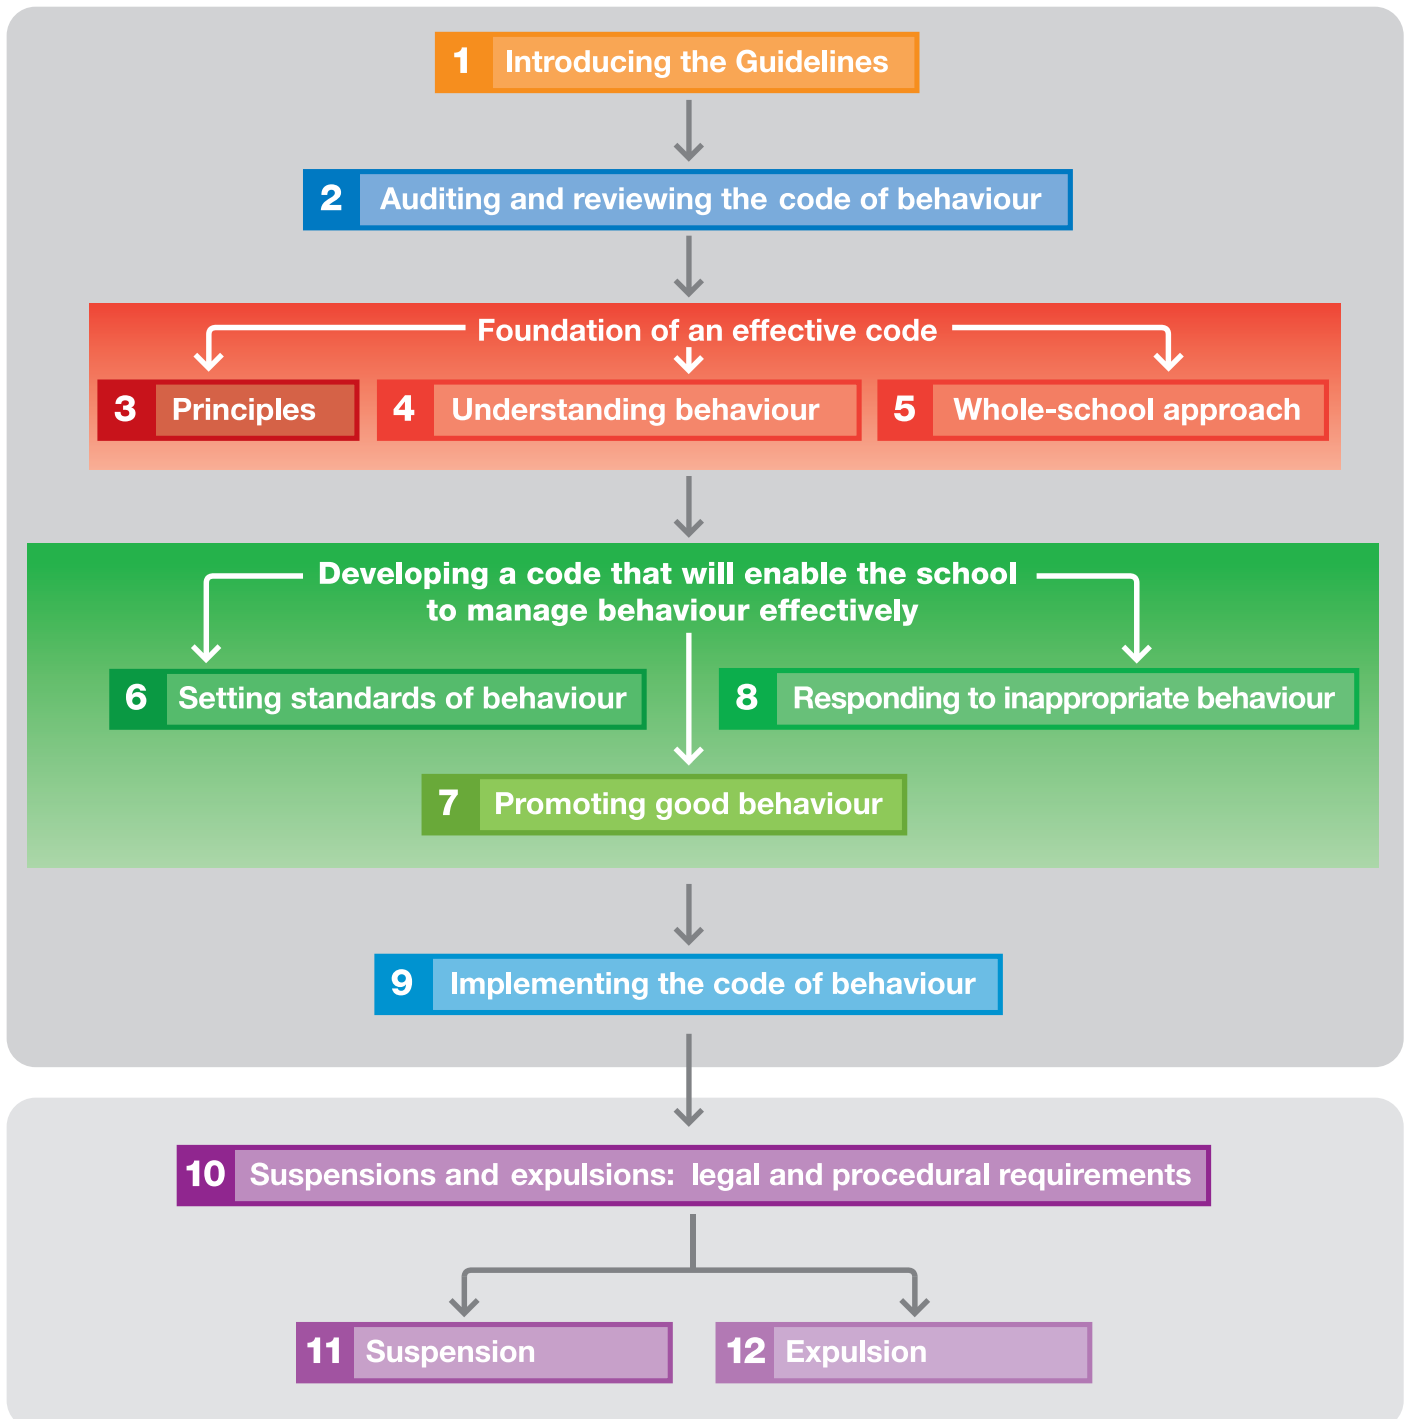 1 Introducing the Guidelines
2 Auditing and reviewing the code of behaviour
Foundation of an effective code
3 Principles
4 Understanding behaviour
5 Whole-school approach
Developing a code that will enable the school
to manage behaviour effectively
6 Setting standards of behaviour
8 Responding to inappropriate behaviour
7 Promoting good behaviour
9 Implementing the code of behaviour
10 Suspensions and expulsions: legal and procedural requirements
11 Suspension
12 Expulsion